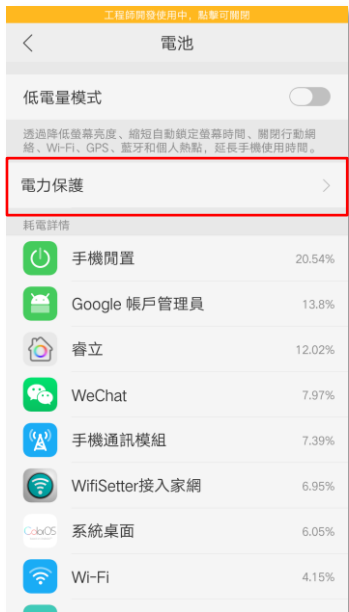 工程師開發使用中，點擊可關閉
電池
低電量模式
透過降低螢幕亮度、縮短自動鎖定螢幕時間、關閉行動網
絡、Wi-Fi、GPS、藍牙和個人熱點，延長手機使用時間。
電力保護
耗電詳情
手機閒置 20.54%
Google 帳戶管理員 13.8%
睿立 12.02%
WeChat 7.97%
手機通訊模組 7.39%
WifiSetter接入家網 6.95%
ColorOS 系統桌面 6.05%
Wi-Fi 4.15%